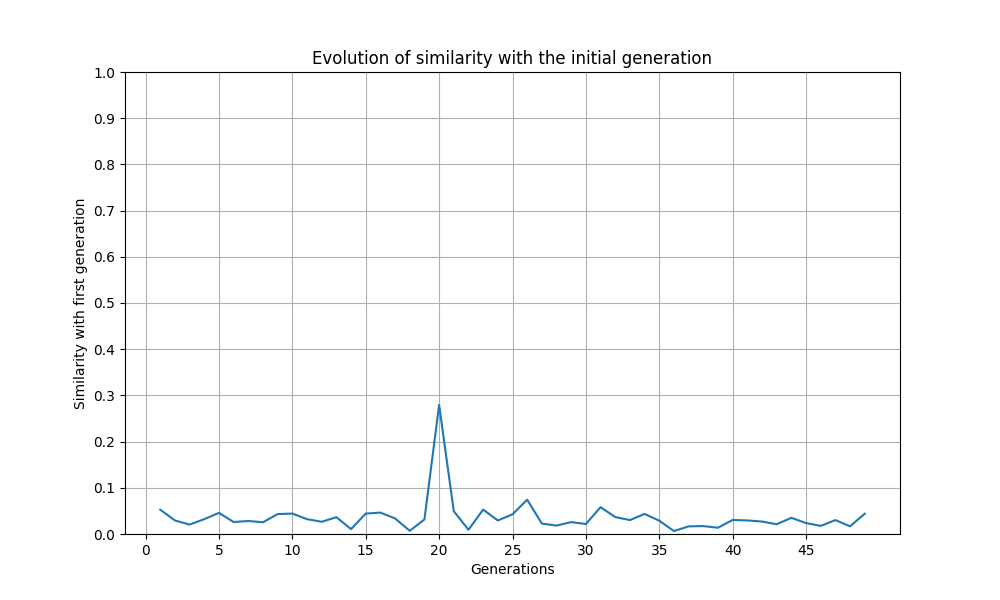 Evolution of similarity with the initial generation
1.0
0.9
0.8
0.7
0.6
0.5
0.4
0.3
0.2
0.1
0.0
Similarity with first generation
0 5 10 15 20 25 30 35 40 45
Generations